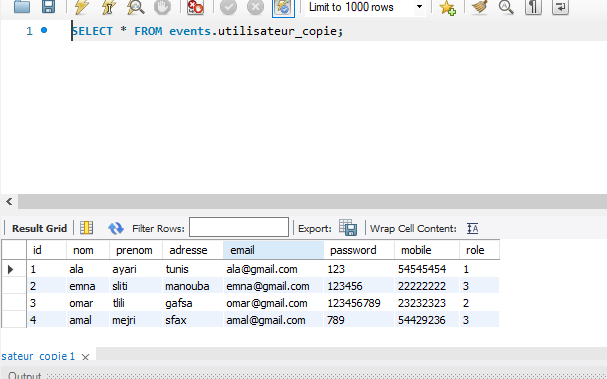 Limit to 1000 rows
1 SELECT * FROM events.utilisateur_copie;
Result Grid Filter Rows: Export: Wrap Cell Content:
id nom prenom adresse email password mobile role
1 ala ayari tunis ala@gmail.com 123 54545454 1
2 emna sliti manouba emna@gmail.com 123456 22222222 3
3 omar tlili gafsa omar@gmail.com 123456789 23232323 2
4 amal mejri sfax amal@gmail.com 789 54429236 3
sateur_copie 1
Output